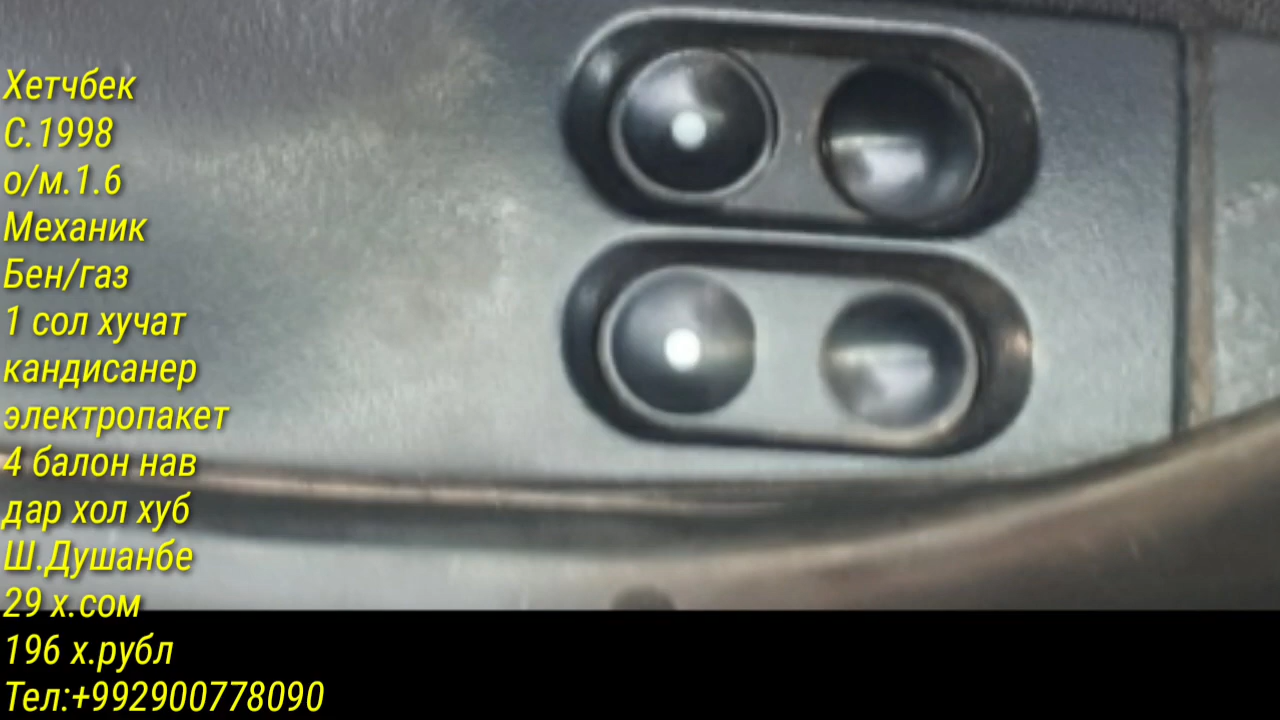 Хетчбек
С.1998
о/м.1.6
Механик
Бен/газ
1 сол хучат
кандисанер
электропакет
4 балон нав
дар хол хуб
Ш.Душанбе
29 х.сом
196 х.рубл
Тел:+992900778090